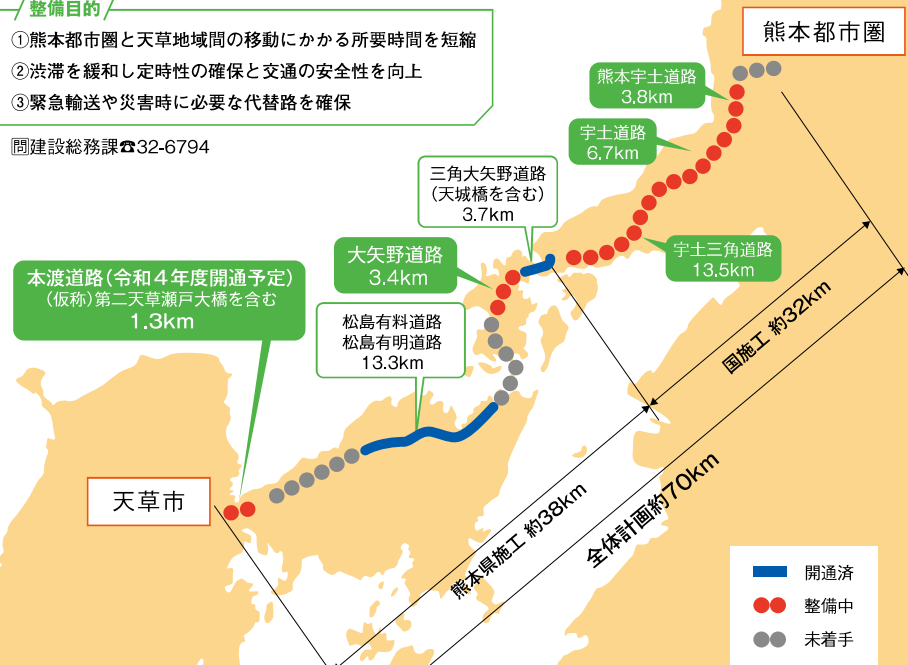 整備目的
①熊本都市圏と天草地域間の移動にかかる所要時間を短縮
②渋滞を緩和し定時性の確保と交通の安全性を向上
③緊急輸送や災害時に必要な代替路を確保
問建設総務課☎32-6794
熊本都市圏
熊本宇土道路
3.8km
宇土道路
6.7km
三角大矢野道路
(天城橋を含む)
3.7km
宇土三角道路
13.5km
大矢野道路
3.4km
本渡道路(令和4年度開通予定)
(仮称)第二天草瀬戸大橋を含む
1.3km
松島有料道路
松島有明道路
13.3km
国施工 約32km
天草市
熊本県施工 約38km
全体計画約70km
開通済
整備中
未着手